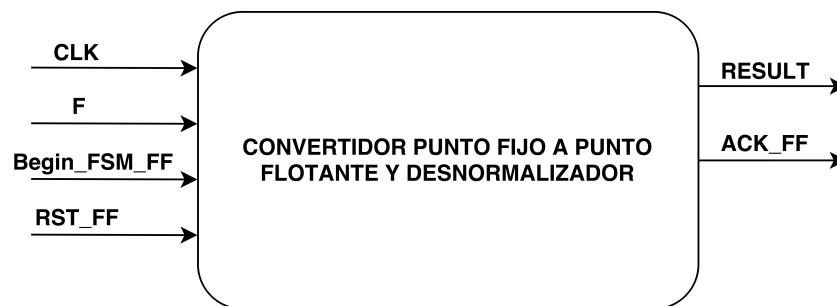 CLK
F
Begin_FSM_FF
RST_FF
CONVERTIDOR PUNTO FIJO A PUNTO
FLOTANTE Y DESNORMALIZADOR
RESULT
ACK_FF